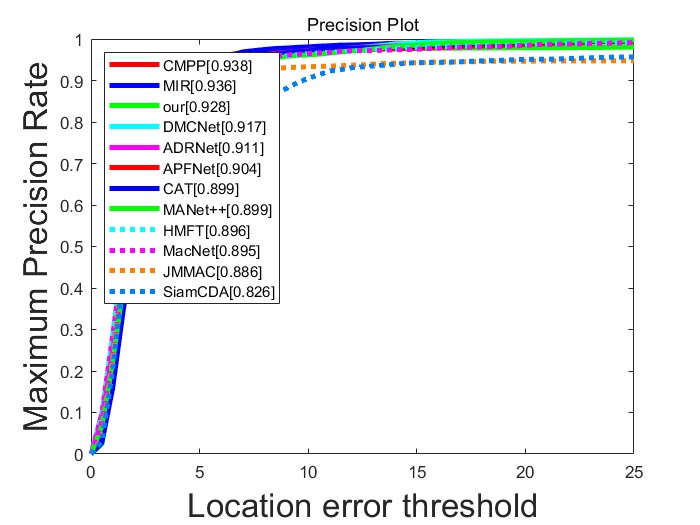 Precision Plot
Maximum Precision Rate
1
0.9
0.8
0.7
0.6
0.5
0.4
0.3
0.2
0.1
0
CMPP[0.938]
MIR[0.936]
our[0.928]
DMCNet[0.917]
ADRNet[0.911]
APFNet[0.904]
CAT[0.899]
MANet++[0.899]
HMFT[0.896]
MacNet[0.895]
JMMAC[0.886]
SiamCDA[0.826]
0 5 10 15 20 25
Location error threshold